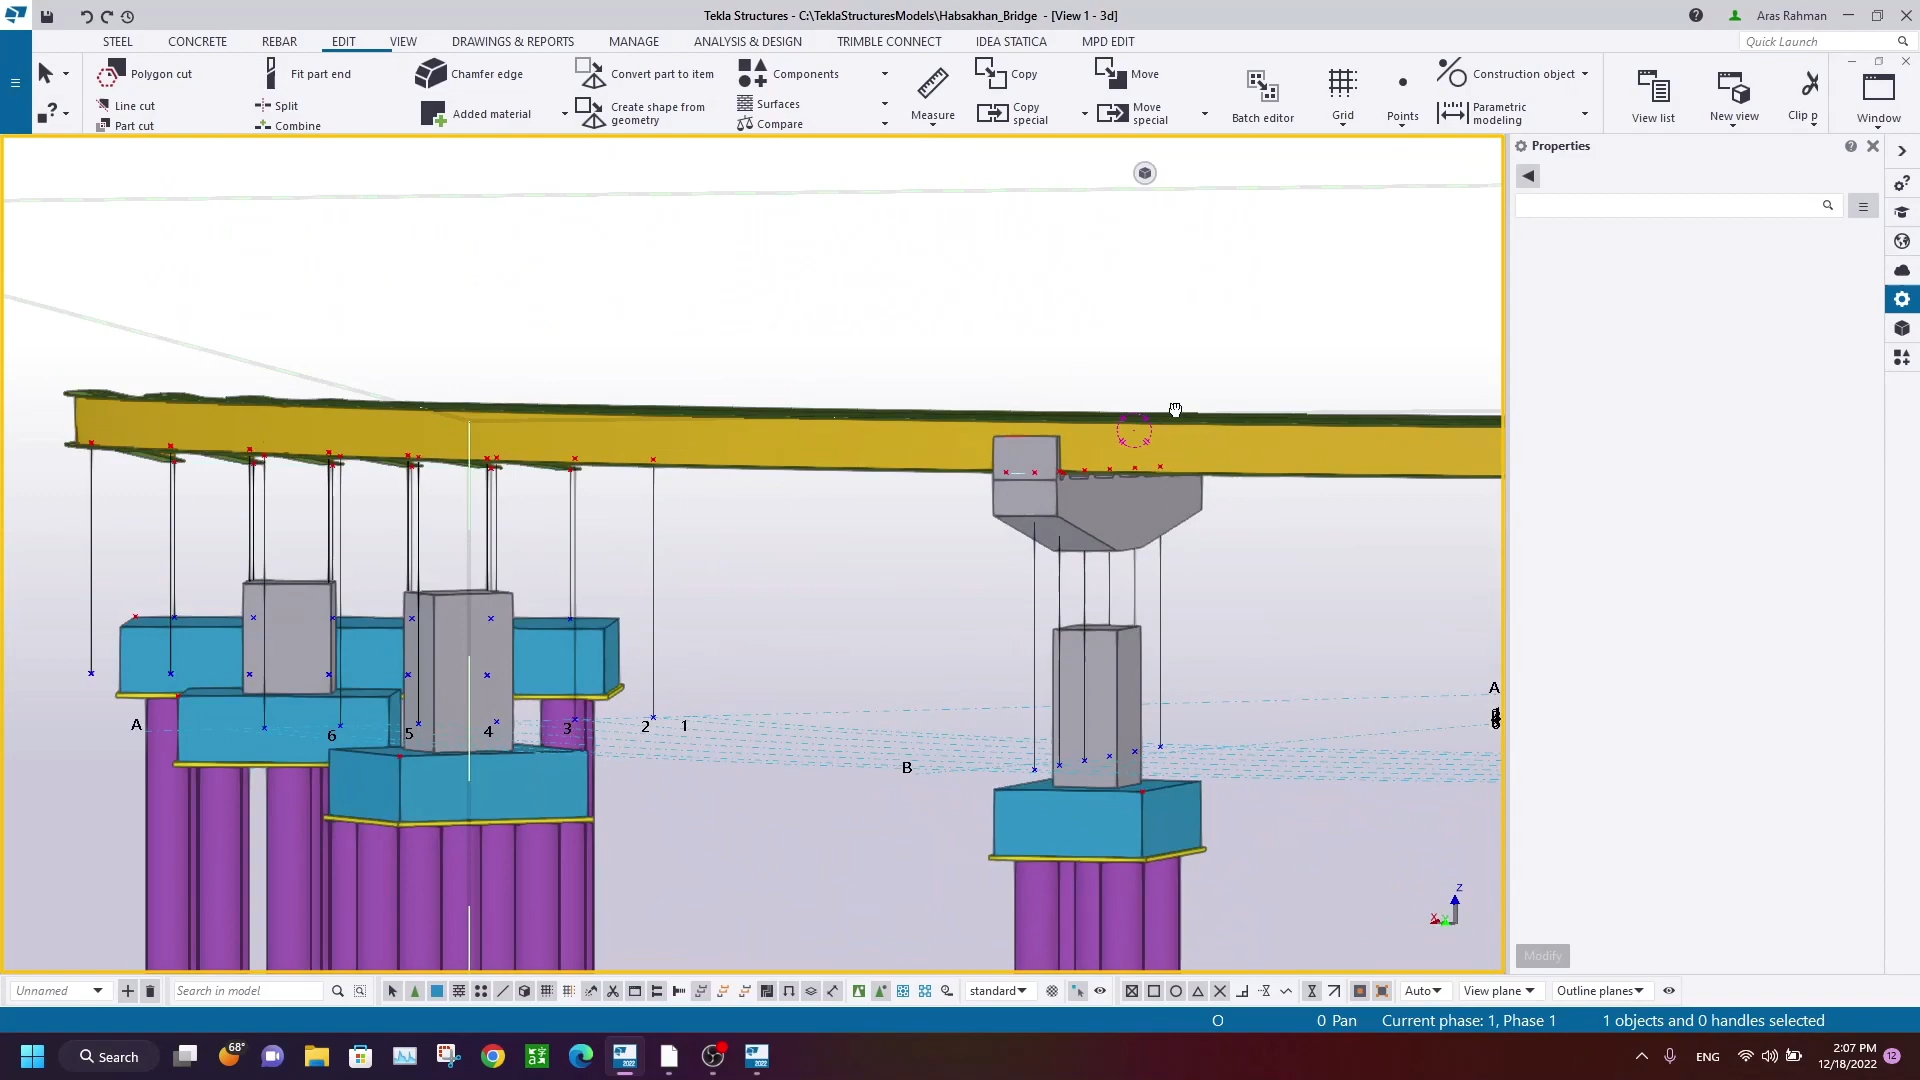 Tekla Structures - C:\TeklaStructuresModels\Habsakhan_Bridge - [View 1 - 3d]
Aras Rahman
STEEL CONCRETE REBAR EDIT VIEW DRAWINGS & REPORTS MANAGE ANALYSIS & DESIGN TRIMBLE CONNECT IDEA STATICA MPD EDIT
Quick Launch
Polygon cut
Line cut
Part cut
Fit part end
Split
Combine
Chamfer edge
Added material
Convert part to item
Create shape from
geometry
Components
Surfaces
Compare
Measure
Copy
Copy
special
Move
Move
special
Batch editor
Grid
Points
Construction object
Parametric
modeling
View list
New view
Clip p
Window
Properties
A
6
5
4
3
2
1
B
A
Z
Modify
Unnamed
Search in model
standard
Auto
View plane
Outline planes
O
0 Pan
Current phase: 1, Phase 1
1 objects and 0 handles selected
68°
Search
2022
2022
ENG
2:07 PM
12/18/2022
12